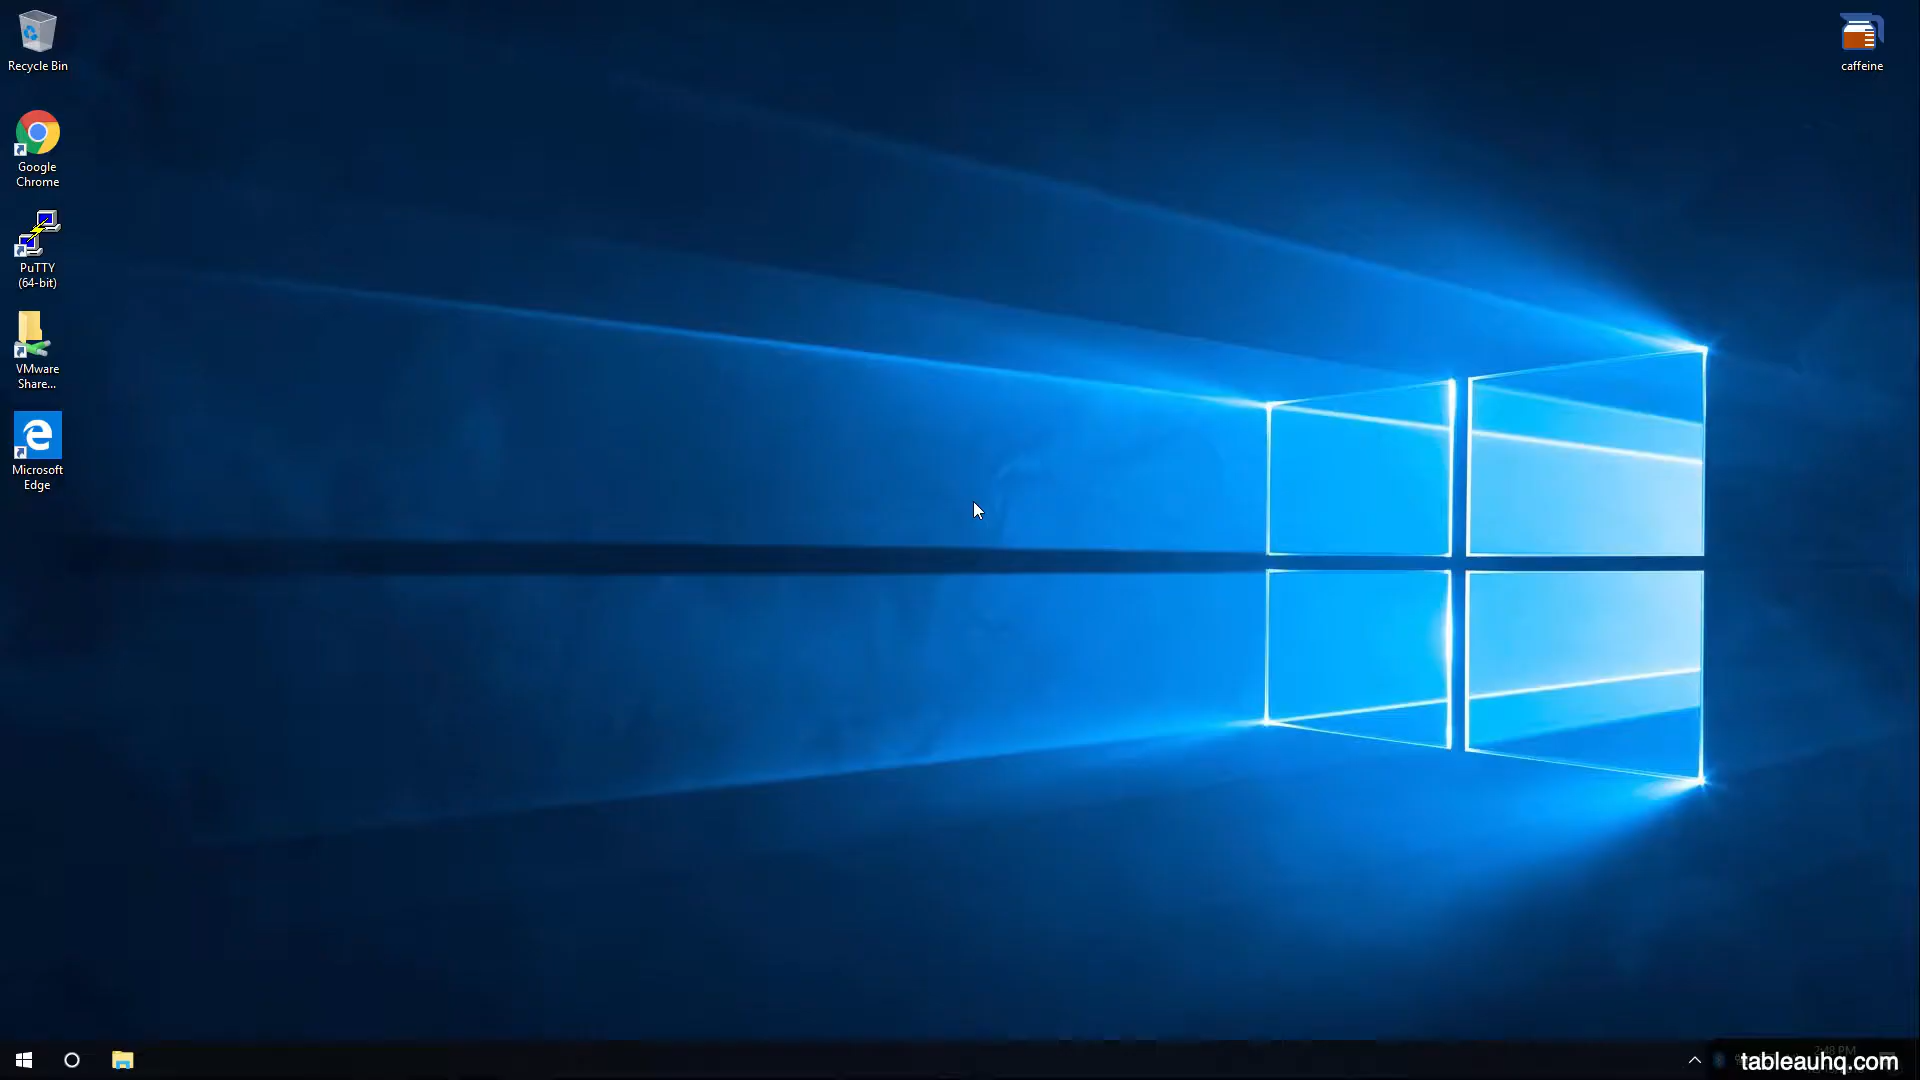 Recycle Bin
caffeine
Google
Chrome
PuTTY
(64-bit)
VMware
Share...
Microsoft
Edge
tableauhq.com